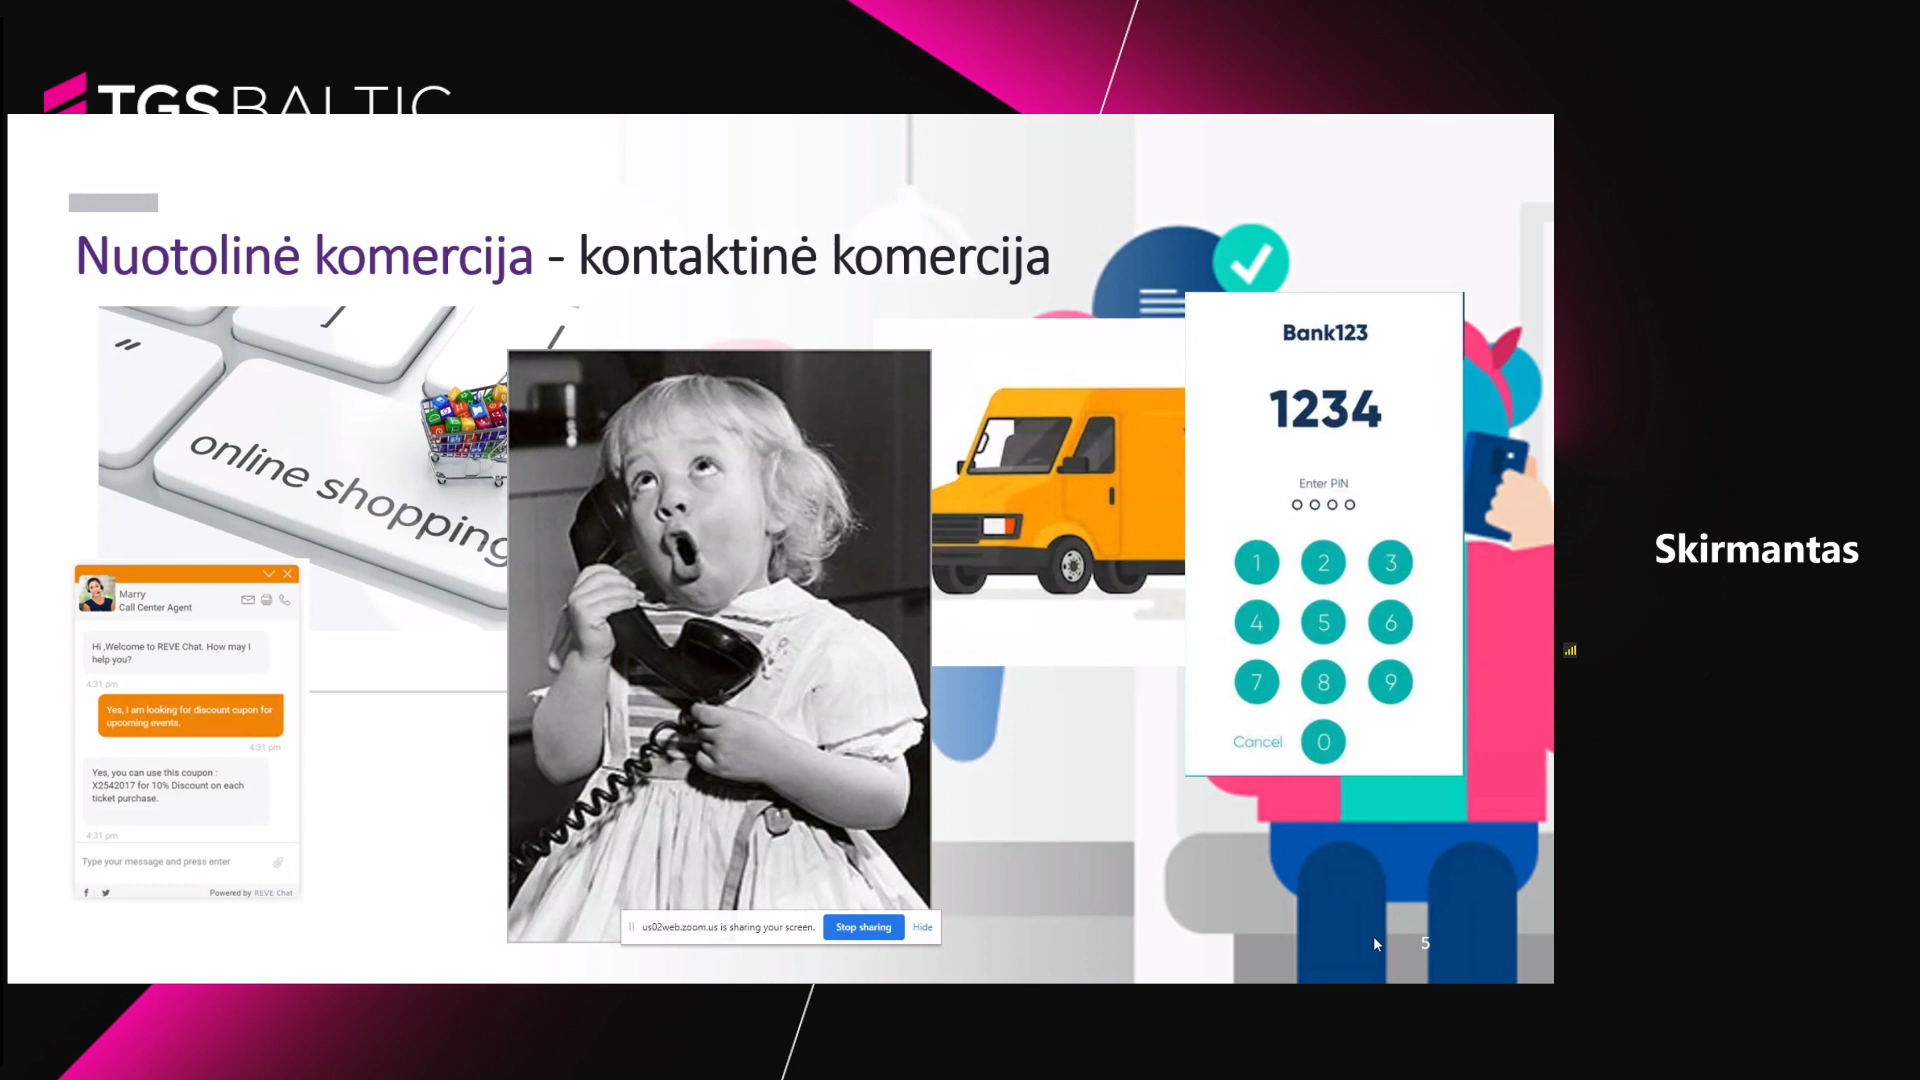 TGS BALTIC
Nuotolinė komercija - kontaktinė komercija
Bank123
1234
Enter PIN
1 2 3
4 5 6
7 8 9
Cancel 0
online shopping
Skirmantas
Marry
Call Center Agent
Hi ,Welcome to REVE Chat. How may I
help you?
4:31 pm
Yes, I am looking for discount cupon for
upcoming events.
4:31 pm
Yes, you can use this coupon :
X2542017 for 10% Discount on each
ticket purchase.
4:31 pm
Type your message and press enter
Powered by REVE Chat
us02web.zoom.us is sharing your screen. Stop sharing Hide
5